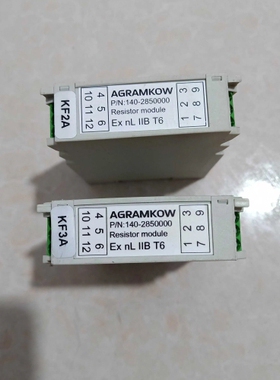 KF2A
10 11 12
4 5 6
AGRAMKOW
P/N:140-2850000
Resistor module
Ex nL IIB T6
1 2 3
7 8 9
KF3A
10 11 12
4 5 6
AGRAMKOW
P/N:140-2850000
Resistor module
Ex nL IIB T6
1 2 3
7 8 9